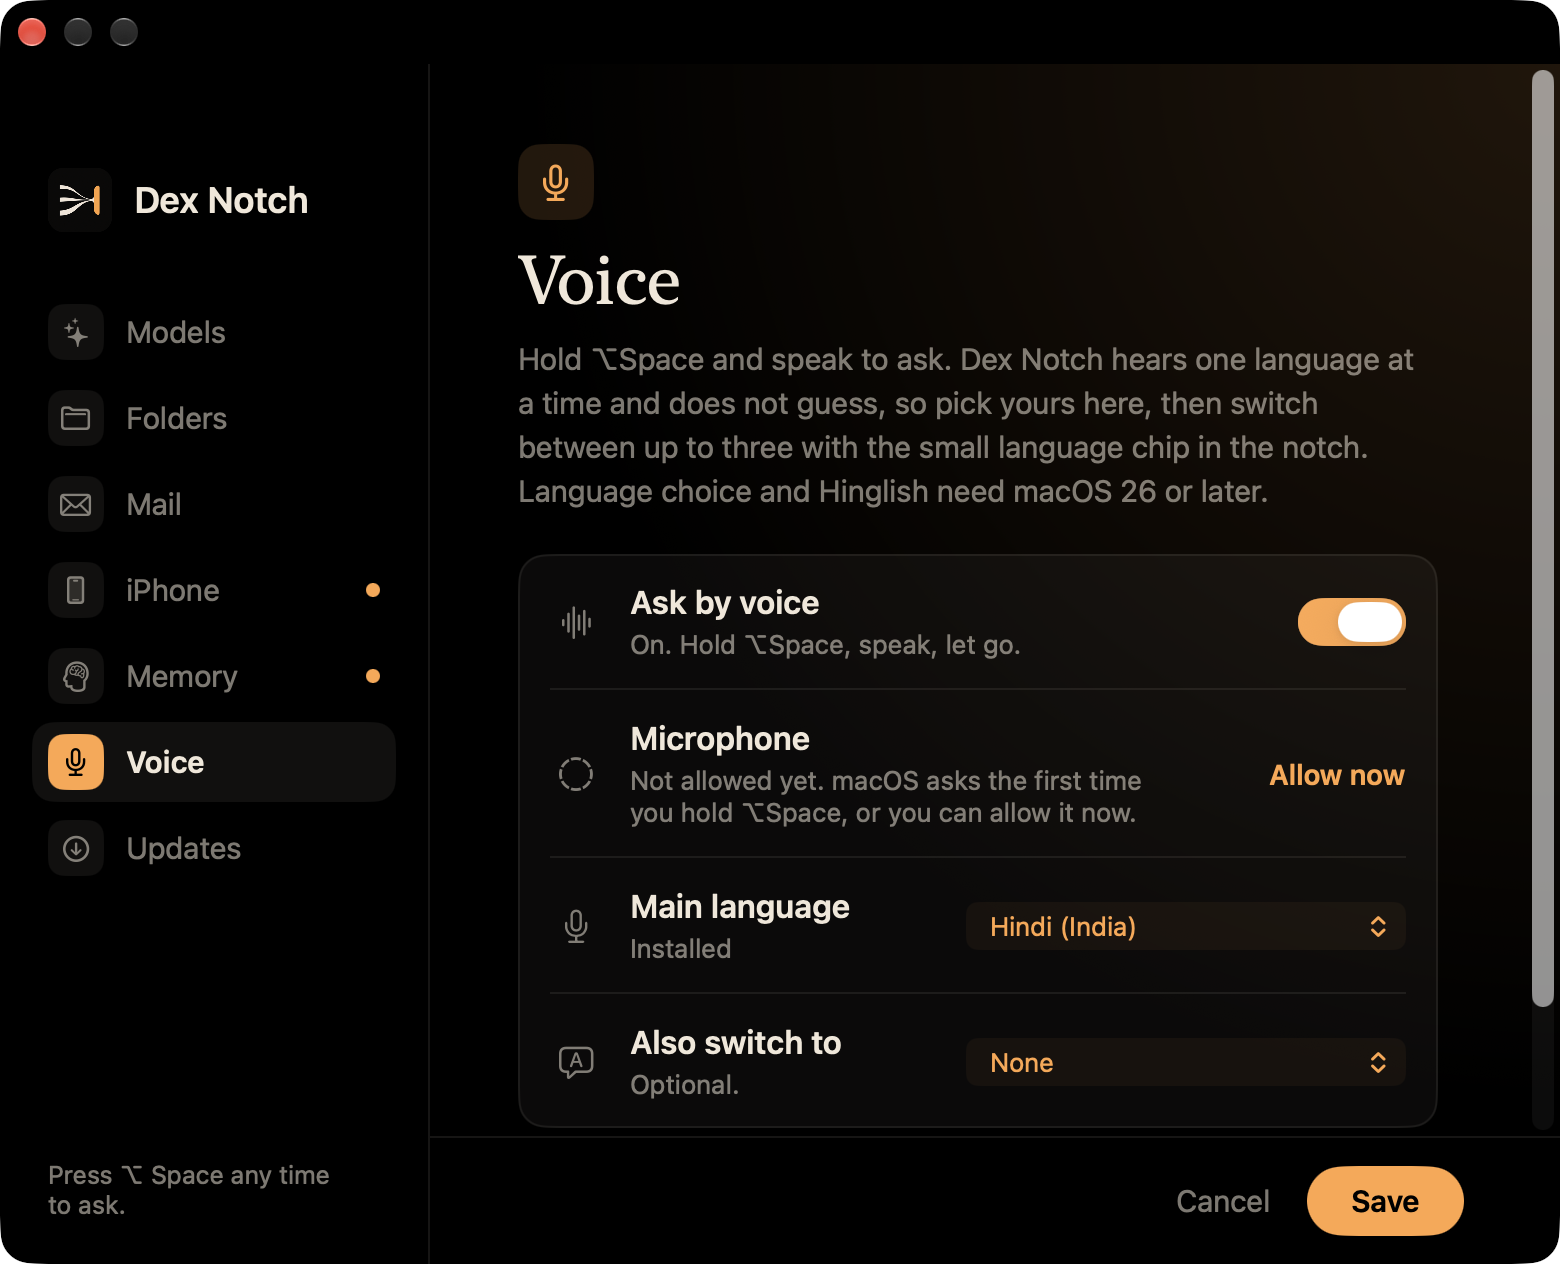 Dex Notch
Models
Folders
Mail
iPhone
Memory
Voice
Updates
Press ⌥ Space any time
to ask.
Voice
Hold ⌥Space and speak to ask. Dex Notch hears one language at
a time and does not guess, so pick yours here, then switch
between up to three with the small language chip in the notch.
Language choice and Hinglish need macOS 26 or later.
Ask by voice
On. Hold ⌥Space, speak, let go.
Microphone
Not allowed yet. macOS asks the first time
you hold ⌥Space, or you can allow it now.
Allow now
Main language
Installed
Hindi (India)
Also switch to
Optional.
None
Cancel
Save